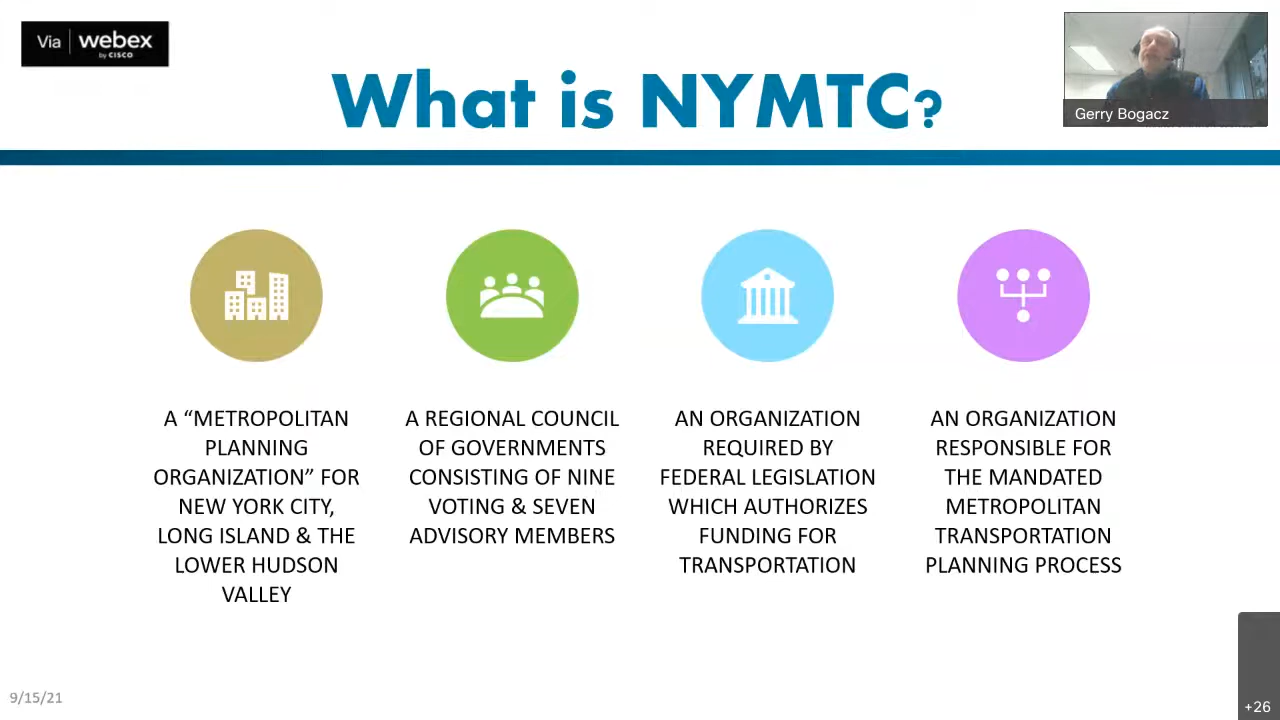 Via webex
by CISCO
What is NYMTC?
Gerry Bogacz
A “METROPOLITAN
PLANNING
ORGANIZATION” FOR
NEW YORK CITY,
LONG ISLAND & THE
LOWER HUDSON
VALLEY
A REGIONAL COUNCIL
OF GOVERNMENTS
CONSISTING OF NINE
VOTING & SEVEN
ADVISORY MEMBERS
AN ORGANIZATION
REQUIRED BY
FEDERAL LEGISLATION
WHICH AUTHORIZES
FUNDING FOR
TRANSPORTATION
AN ORGANIZATION
RESPONSIBLE FOR
THE MANDATED
METROPOLITAN
TRANSPORTATION
PLANNING PROCESS
9/15/21
+26